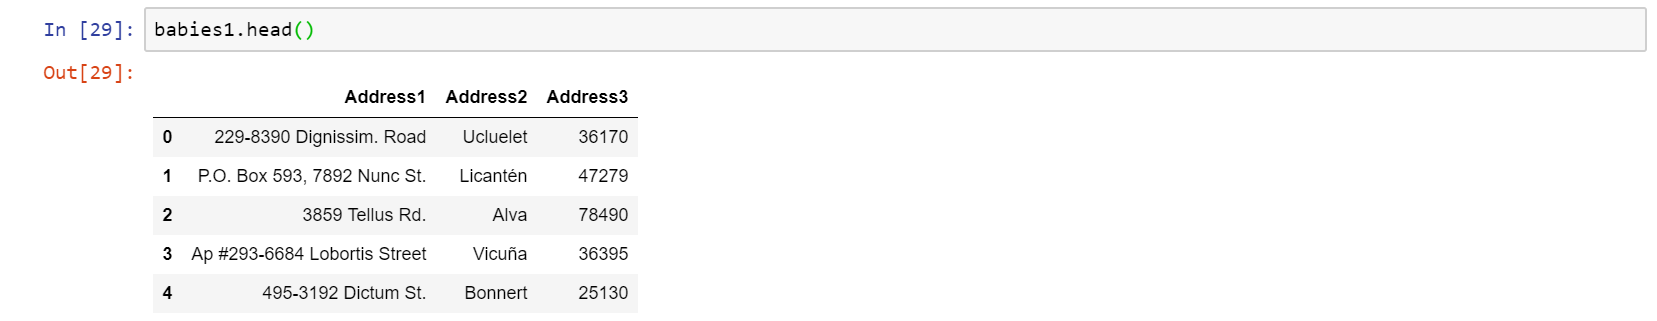 In [29]: babies1.head()
Out[29]:
Address1 Address2 Address3
0 229-8390 Dignissim. Road Ucluelet 36170
1 P.O. Box 593, 7892 Nunc St. Licantén 47279
2 3859 Tellus Rd. Alva 78490
3 Ap #293-6684 Lobortis Street Vicuña 36395
4 495-3192 Dictum St. Bonnert 25130